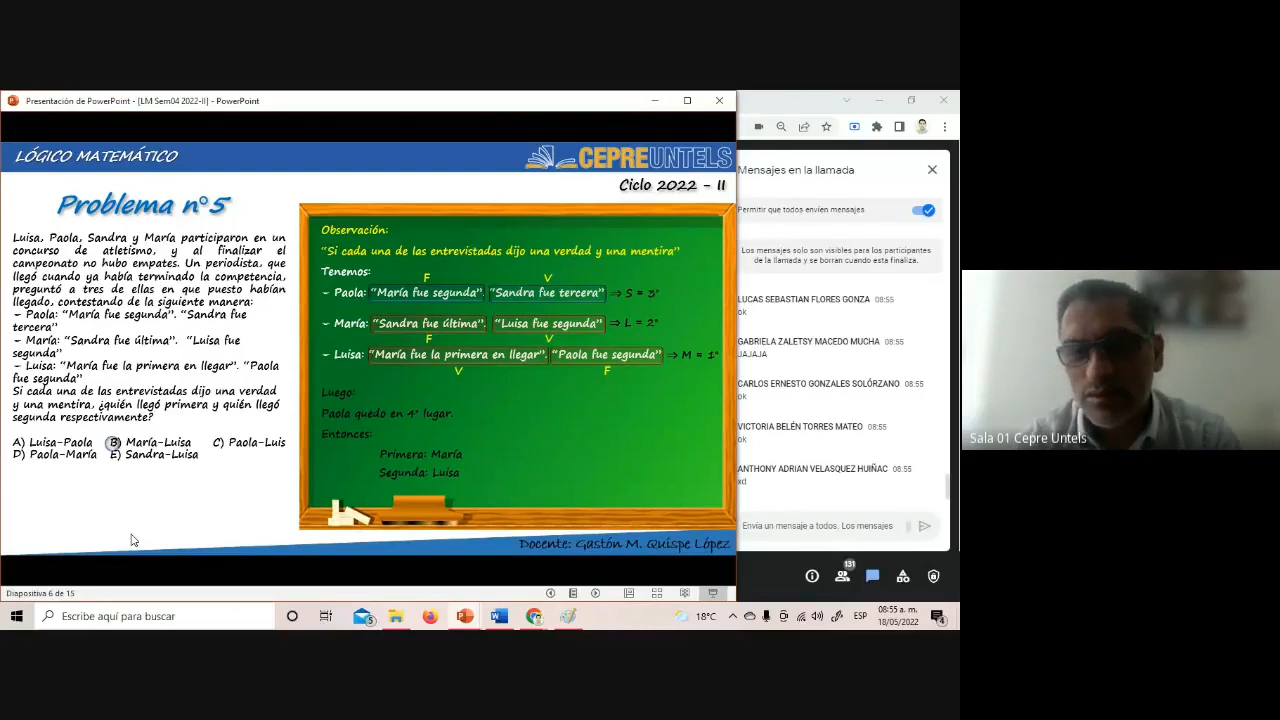 Presentación de PowerPoint - [LM Sem04 2022-II] - PowerPoint
LÓGICO MATEMÁTICO
CEPREUNTELS
Ciclo 2022 - II
Problema n°5
Luisa, Paola, Sandra y María participaron en un
concurso de atletismo, y al finalizar el
campeonato no hubo empates. Un periodista, que
llegó cuando ya había terminado la competencia,
preguntó a tres de ellas en que puesto habían
llegado, contestando de la siguiente manera:
- Paola: "María fue segunda". "Sandra fue
tercera"
- María: "Sandra fue última". "Luisa fue
segunda"
- Luisa: "María fue la primera en llegar". "Paola
fue segunda"
Si cada una de las entrevistadas dijo una verdad
y una mentira, ¿quién llegó primera y quién llegó
segunda respectivamente?
A) Luisa-Paola B) María-Luisa C) Paola-Luis
D) Paola-María E) Sandra-Luisa
Observación:
"Si cada una de las entrevistadas dijo una verdad y una mentira"
Tenemos:
F V
- Paola: "María fue segunda". "Sandra fue tercera" ⇒ S = 3°
- María: "Sandra fue última". "Luisa fue segunda" ⇒ L = 2°
F V
- Luisa: "María fue la primera en llegar". "Paola fue segunda" ⇒ M = 1°
V F
Luego:
Paola quedo en 4° lugar.
Entonces:
Primera: María
Segunda: Luisa
Docente: Gastón M. Quispe López
Diapositiva 6 de 15
Mensajes en la llamada
Permitir que todos envíen mensajes
Los mensajes solo son visibles para los participantes
de la llamada y se borran cuando esta finaliza.
LUCAS SEBASTIAN FLORES GONZA 08:55
ok
GABRIELA ZALETSY MACEDO MUCHA 08:55
JAJAJA
CARLOS ERNESTO GONZALES SOLÓRZANO 08:55
ok
VICTORIA BELÉN TORRES MATEO 08:55
ok
ANTHONY ADRIAN VELASQUEZ HUIÑAC 08:55
xd
Envía un mensaje a todos. Los mensajes
131
Escribe aquí para buscar
5
18°C
ESP
08:55 a. m.
18/05/2022
4
Sala 01 Cepre Untels